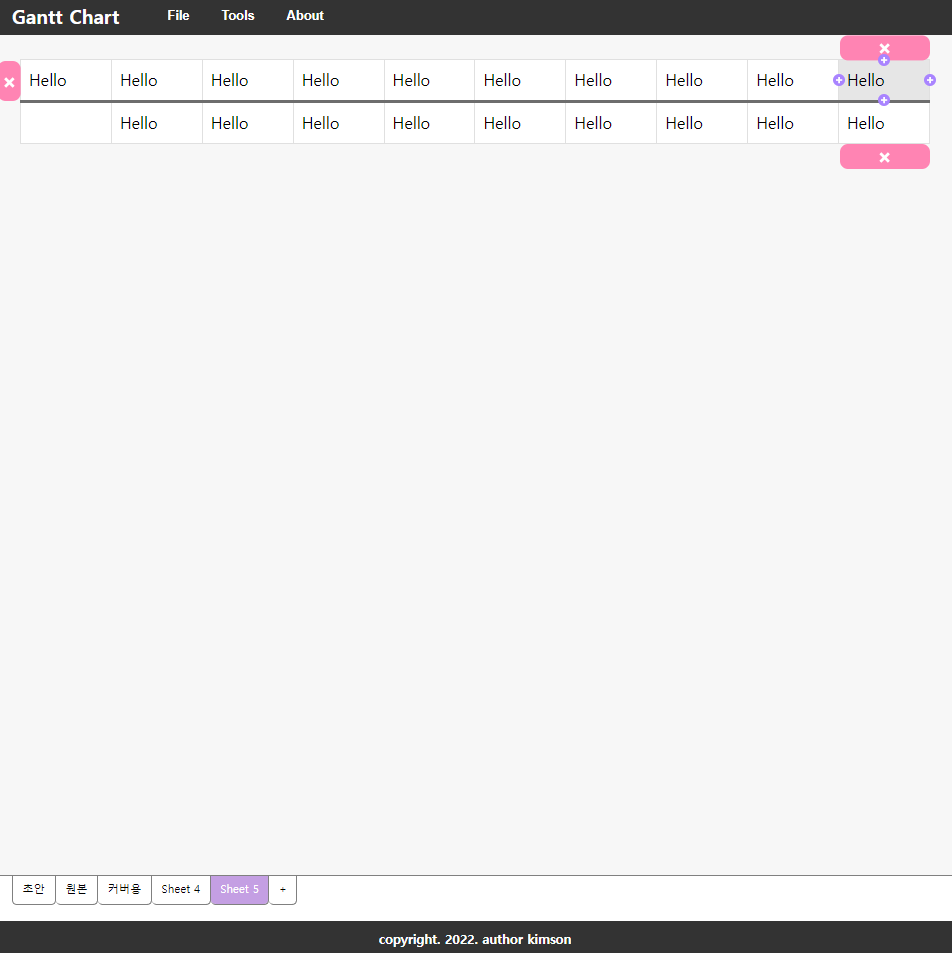 Gantt Chart File Tools About
Hello Hello Hello Hello Hello Hello Hello Hello Hello Hello
Hello Hello Hello Hello Hello Hello Hello Hello Hello
초안 원본 커버용 Sheet 4 Sheet 5 +
copyright. 2022. author kimson